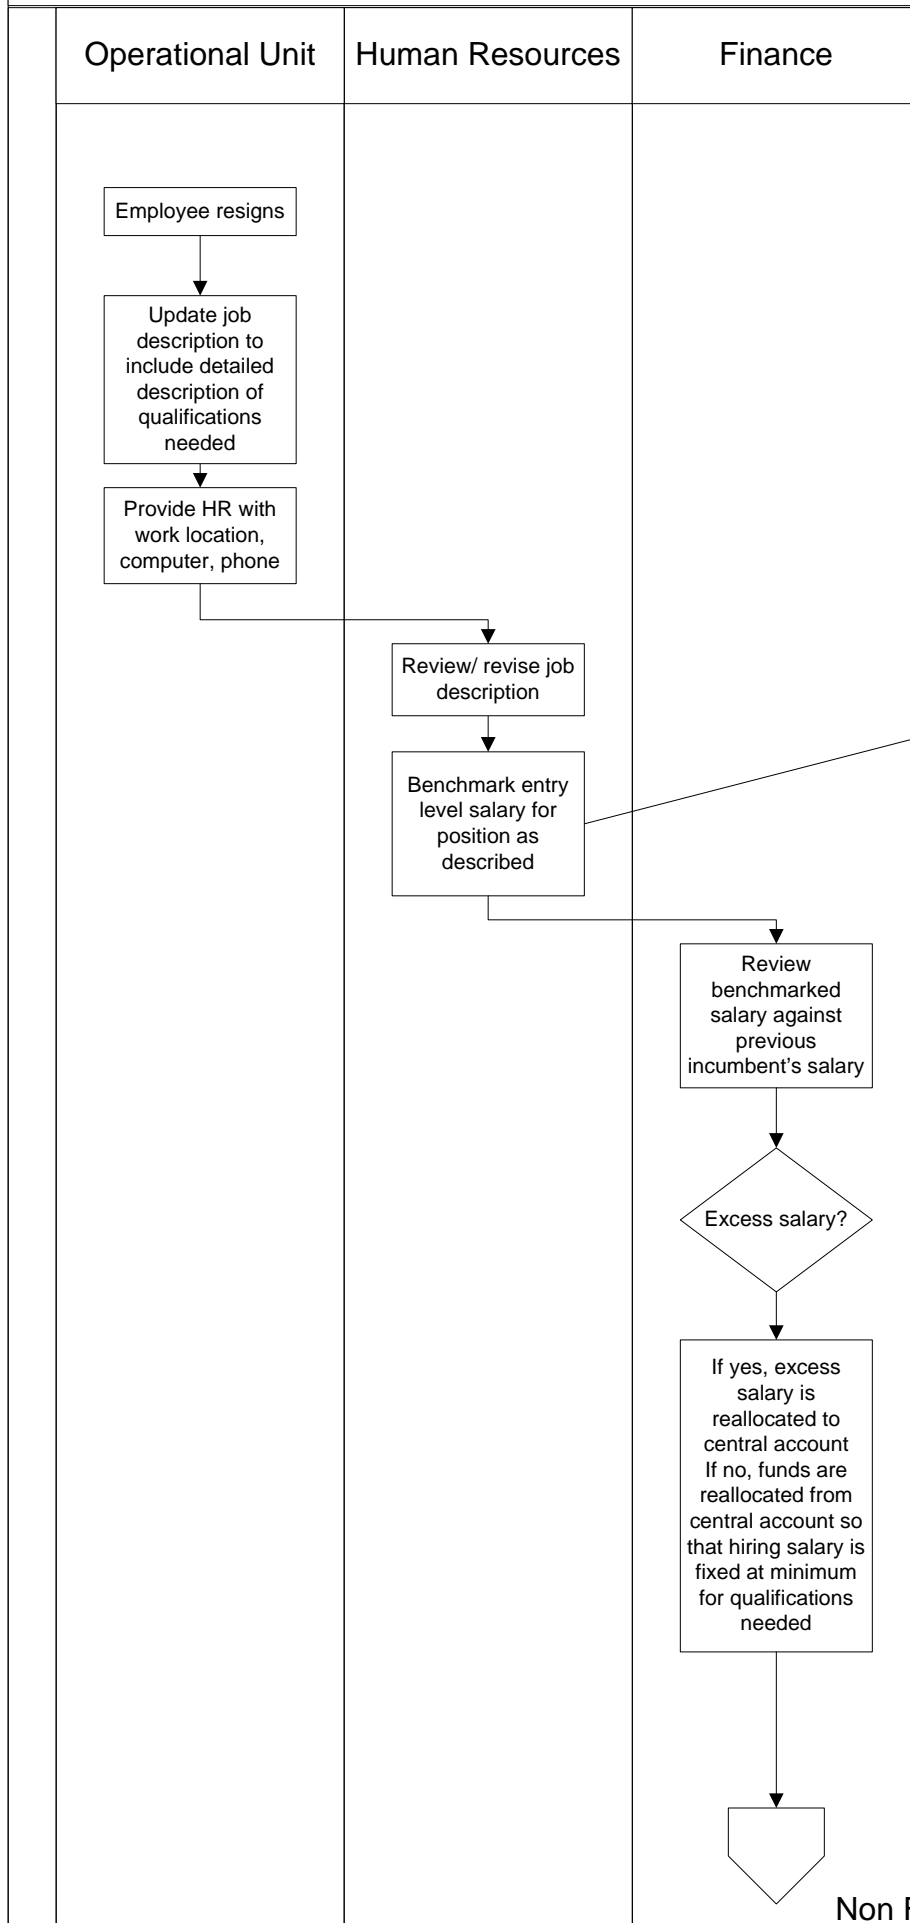 Operational Unit
Human Resources
Finance
Employee resigns
Update job
description to
include detailed
description of
qualifications
needed
Provide HR with
work location,
computer, phone
Review/ revise job
description
Benchmark entry
level salary for
position as
described
Review
benchmarked
salary against
previous
incumbent's salary
Excess salary?
If yes, excess
salary is
reallocated to
central account
If no, funds are
reallocated from
central account so
that hiring salary is
fixed at minimum
for qualifications
needed
Non